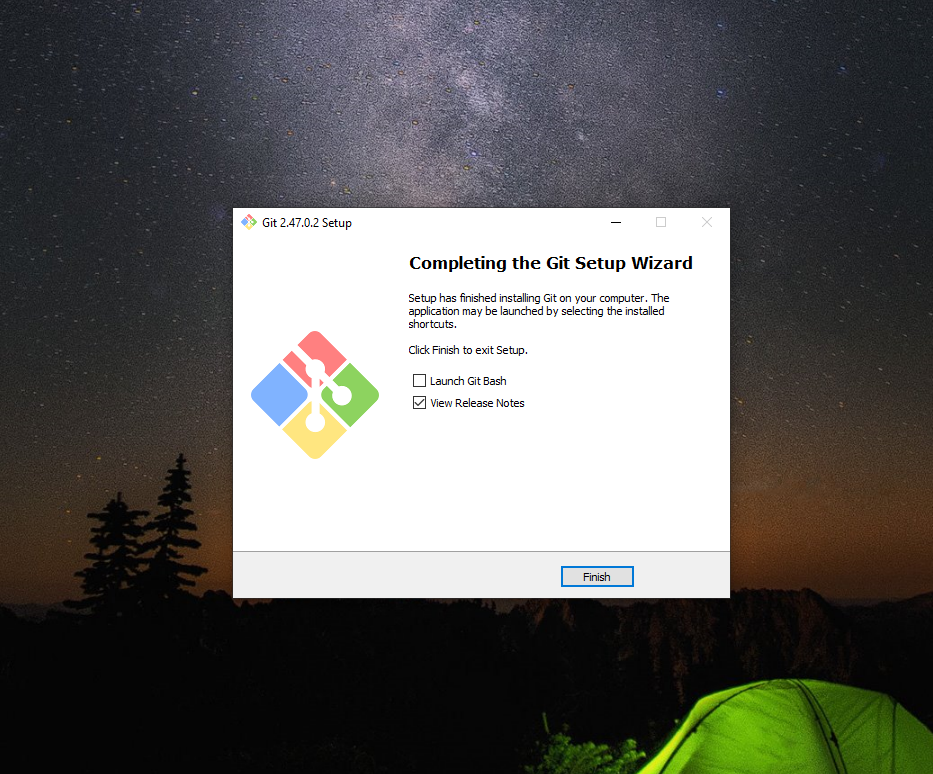 Git 2.47.0.2 Setup
Completing the Git Setup Wizard
Setup has finished installing Git on your computer. The
application may be launched by selecting the installed
shortcuts.
Click Finish to exit Setup.
Launch Git Bash
View Release Notes
Finish